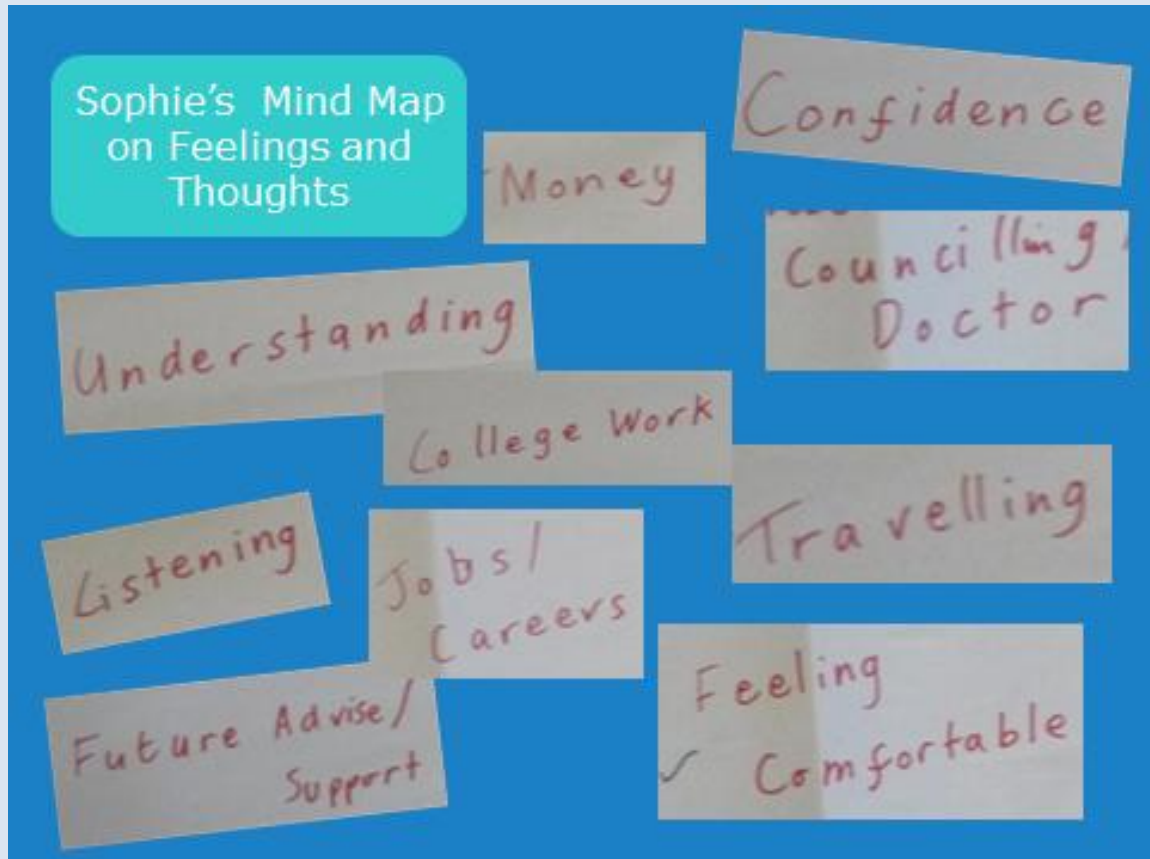 Sophie's Mind Map
on Feelings and
Thoughts
Money
Confidence
Councilling
Doctor
Understanding
College Work
Travelling
Listening
Jobs/
Careers
Feeling
Comfortable
Future Advise/
Support